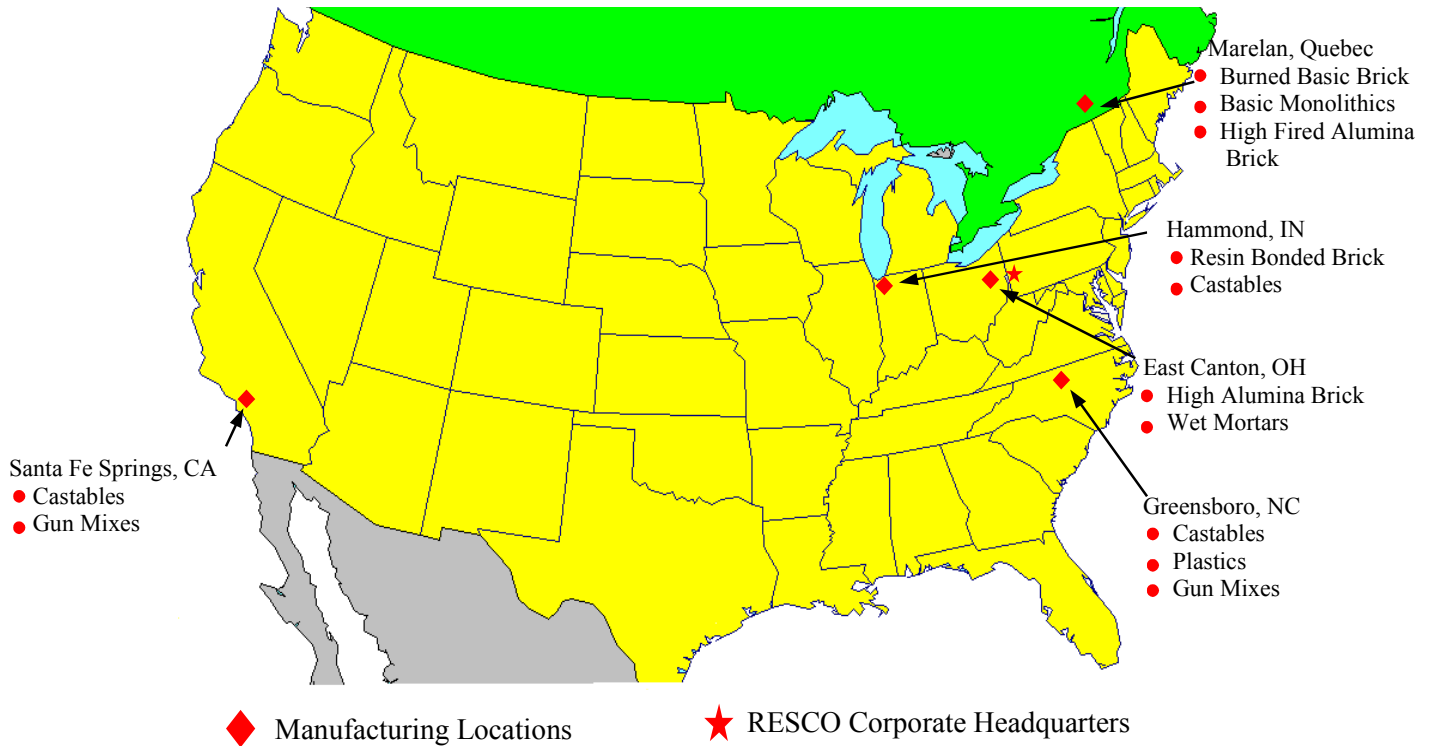 Marelan, Quebec
Burned Basic Brick
Basic Monolithics
High Fired Alumina
Brick
Hammond, IN
Resin Bonded Brick
Castables
East Canton, OH
High Alumina Brick
Wet Mortars
Santa Fe Springs, CA
Castables
Gun Mixes
Greensboro, NC
Castables
Plastics
Gun Mixes
Manufacturing Locations
RESCO Corporate Headquarters